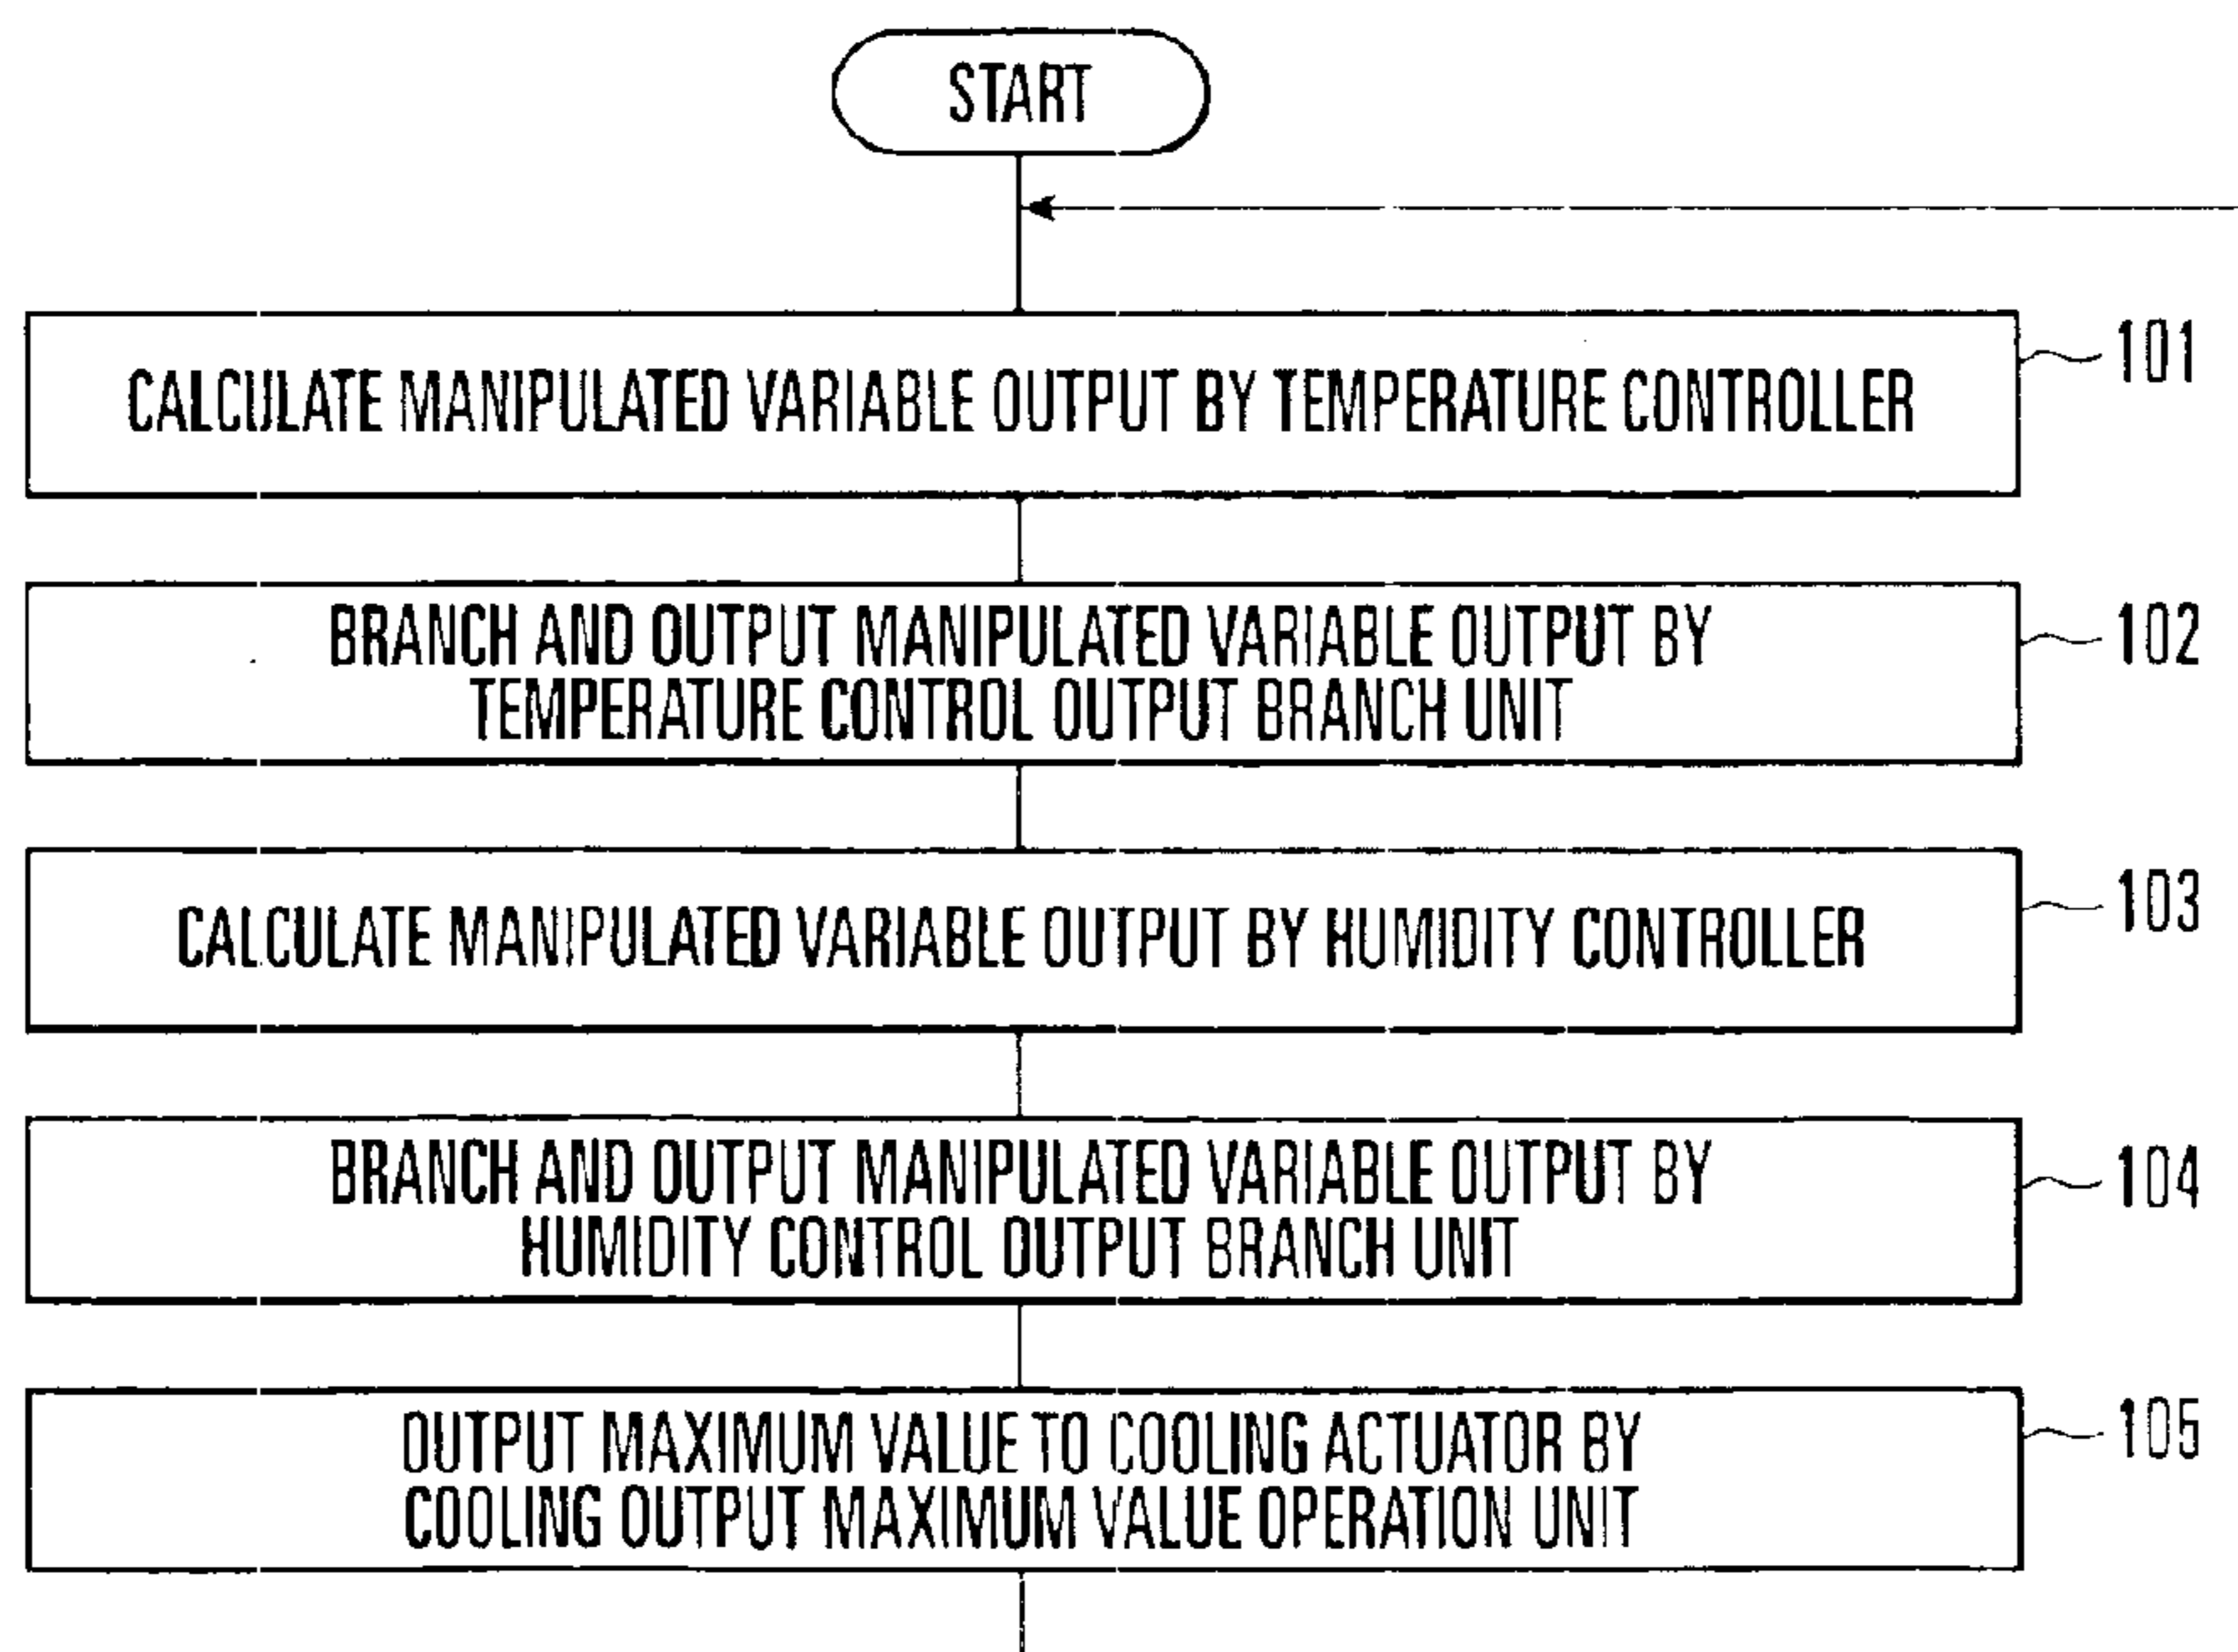 START
CALCULATE MANIPULATED VARIABLE OUTPUT BY TEMPERATURE CONTROLLER
101
BRANCH AND OUTPUT MANIPULATED VARIABLE OUTPUT BY
TEMPERATURE CONTROL OUTPUT BRANCH UNIT
102
CALCULATE MANIPULATED VARIABLE OUTPUT BY HUMIDITY CONTROLLER
103
BRANCH AND OUTPUT MANIPULATED VARIABLE OUTPUT BY
HUMIDITY CONTROL OUTPUT BRANCH UNIT
104
OUTPUT MAXIMUM VALUE TO COOLING ACTUATOR BY
COOLING OUTPUT MAXIMUM VALUE OPERATION UNIT
105